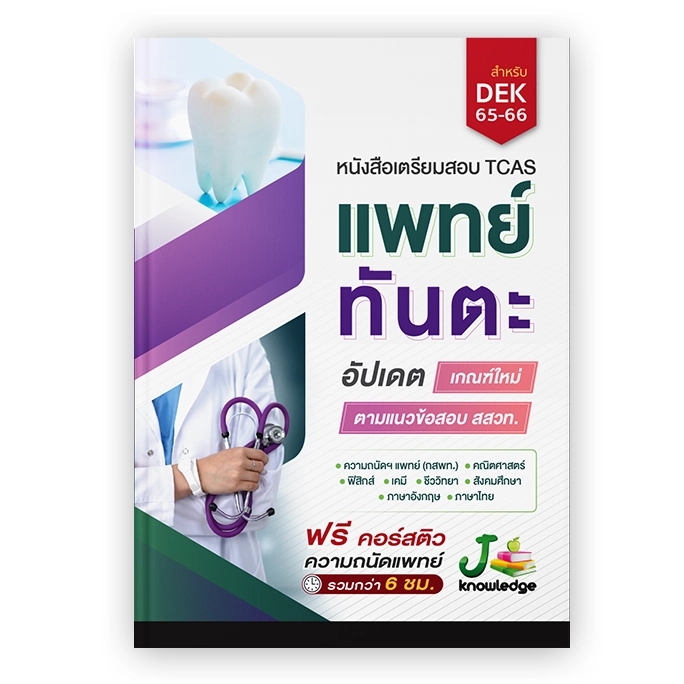 สำหรับ
DEK
65-66
หนังสือเตรียมสอบ TCAS
แพทย์
ทันตะ
อัปเดต เกณฑ์ใหม่
ตามแนวข้อสอบ สสวท.
• ความถนัดฯ แพทย์ (กสพท.) • คณิตศาสตร์
• ฟิสิกส์ • เคมี • ชีววิทยา • สังคมศึกษา
• ภาษาอังกฤษ • ภาษาไทย
ฟรี คอร์สติว
ความถนัดแพทย์
รวมกว่า 6 ชม.
J
knowledge